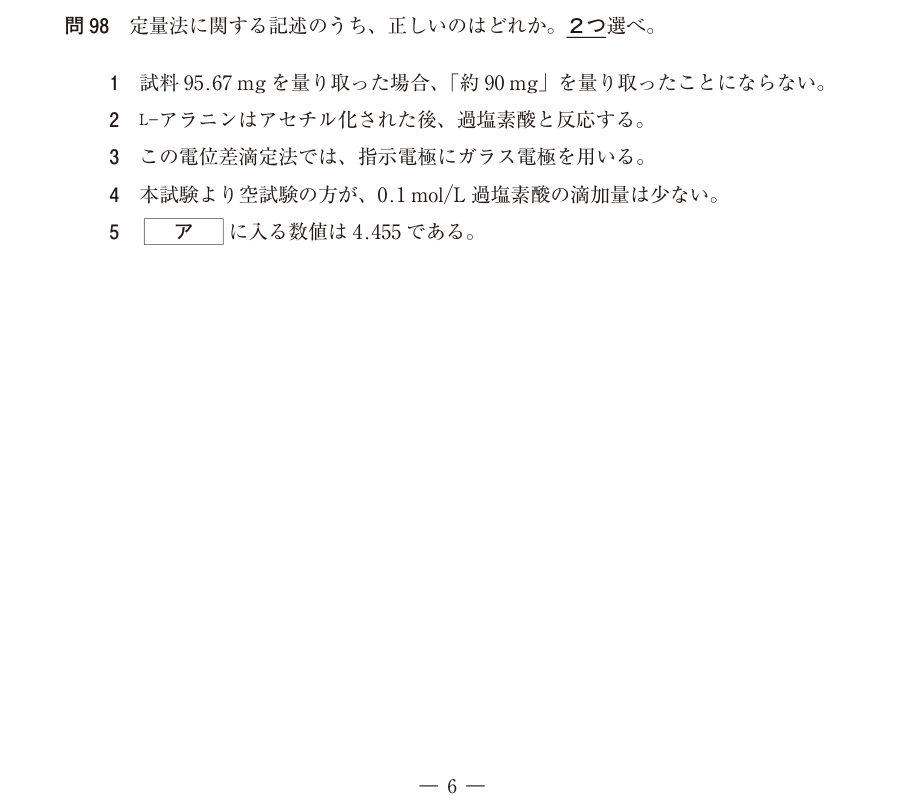 問 98 定量法に関する記述のうち、正しいのはどれか。2つ選べ。
1 試料 95.67 mg を量り取った場合、「約 90 mg」を量り取ったことにならない。
2 L-アラニンはアセチル化された後、過塩素酸と反応する。
3 この電位差滴定法では、指示電極にガラス電極を用いる。
4 本試験より空試験の方が、0.1 mol/L 過塩素酸の滴加量は少ない。
5 ア に入る数値は 4.455 である。
— 6 —